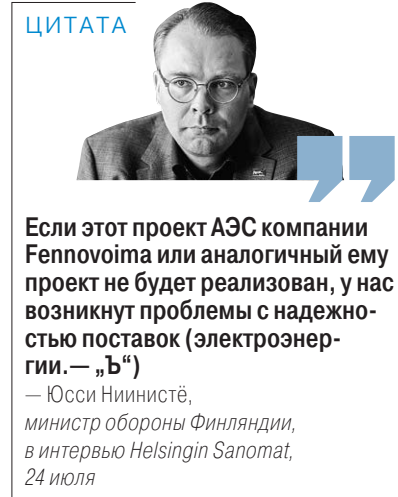 ЦИТАТА
Если этот проект АЭС компании
Fennovoima или аналогичный ему
проект не будет реализован, у нас
возникнут проблемы с надежно-
стью поставок (электроэнер-
гии.— „Ъ“)
— Юсси Ниинистё,
министр обороны Финляндии,
в интервью Helsingin Sanomat,
24 июля